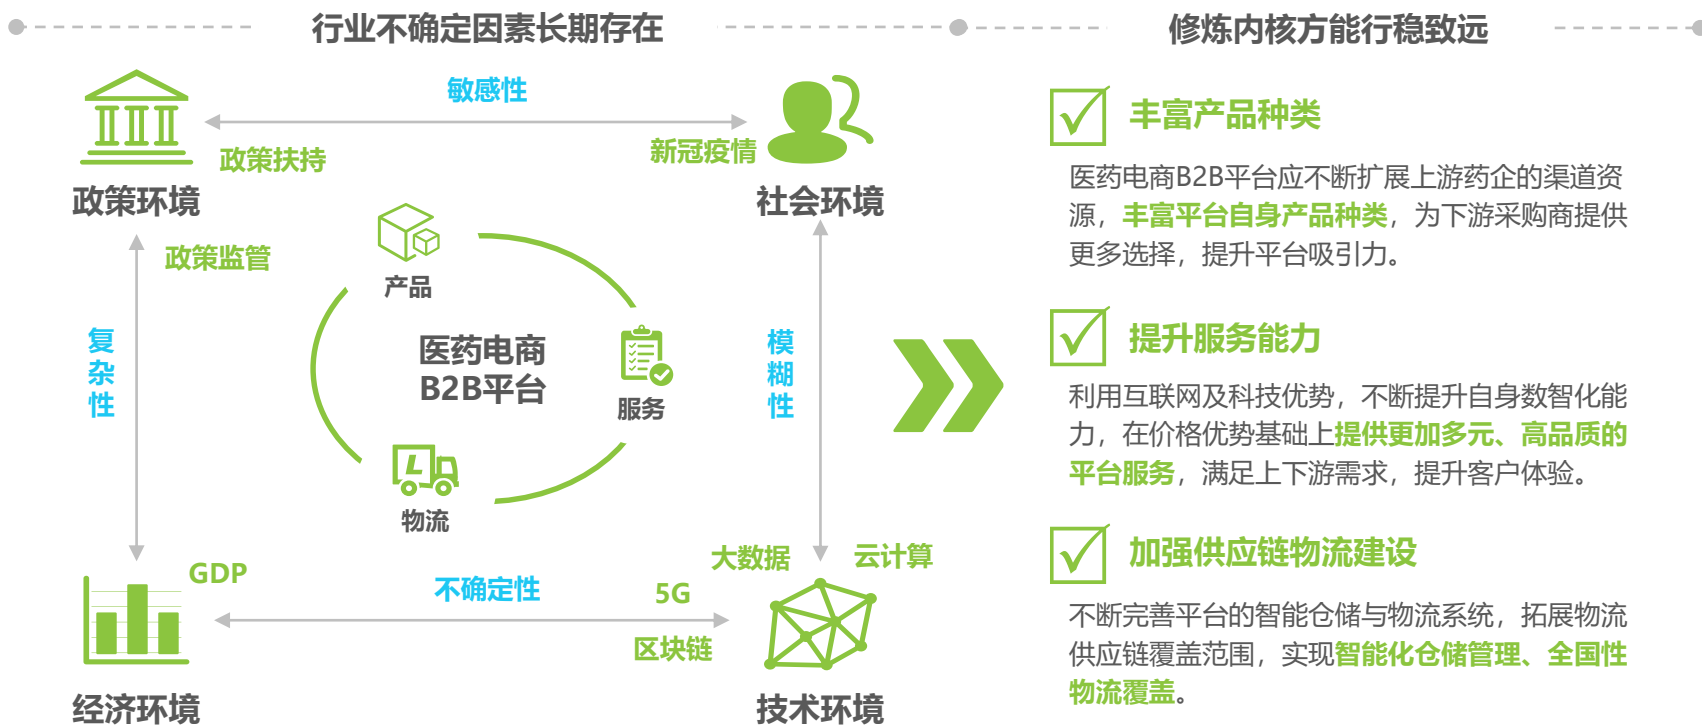 行业不确定因素长期存在
修炼内核方能行稳致远
敏感性
政策扶持
新冠疫情
政策环境
社会环境
政策监管
产品
复杂性
医药电商
B2B平台
模糊性
服务
物流
大数据
云计算
GDP
不确定性
5G
区块链
经济环境
技术环境
丰富产品种类
医药电商B2B平台应不断扩展上游药企的渠道资
源，丰富平台自身产品种类，为下游采购商提供
更多选择，提升平台吸引力。
提升服务能力
利用互联网及科技优势，不断提升自身数智化能
力，在价格优势基础上提供更加多元、高品质的
平台服务，满足上下游需求，提升客户体验。
加强供应链物流建设
不断完善平台的智能仓储与物流系统，拓展物流
供应链覆盖范围，实现智能化仓储管理、全国性
物流覆盖。